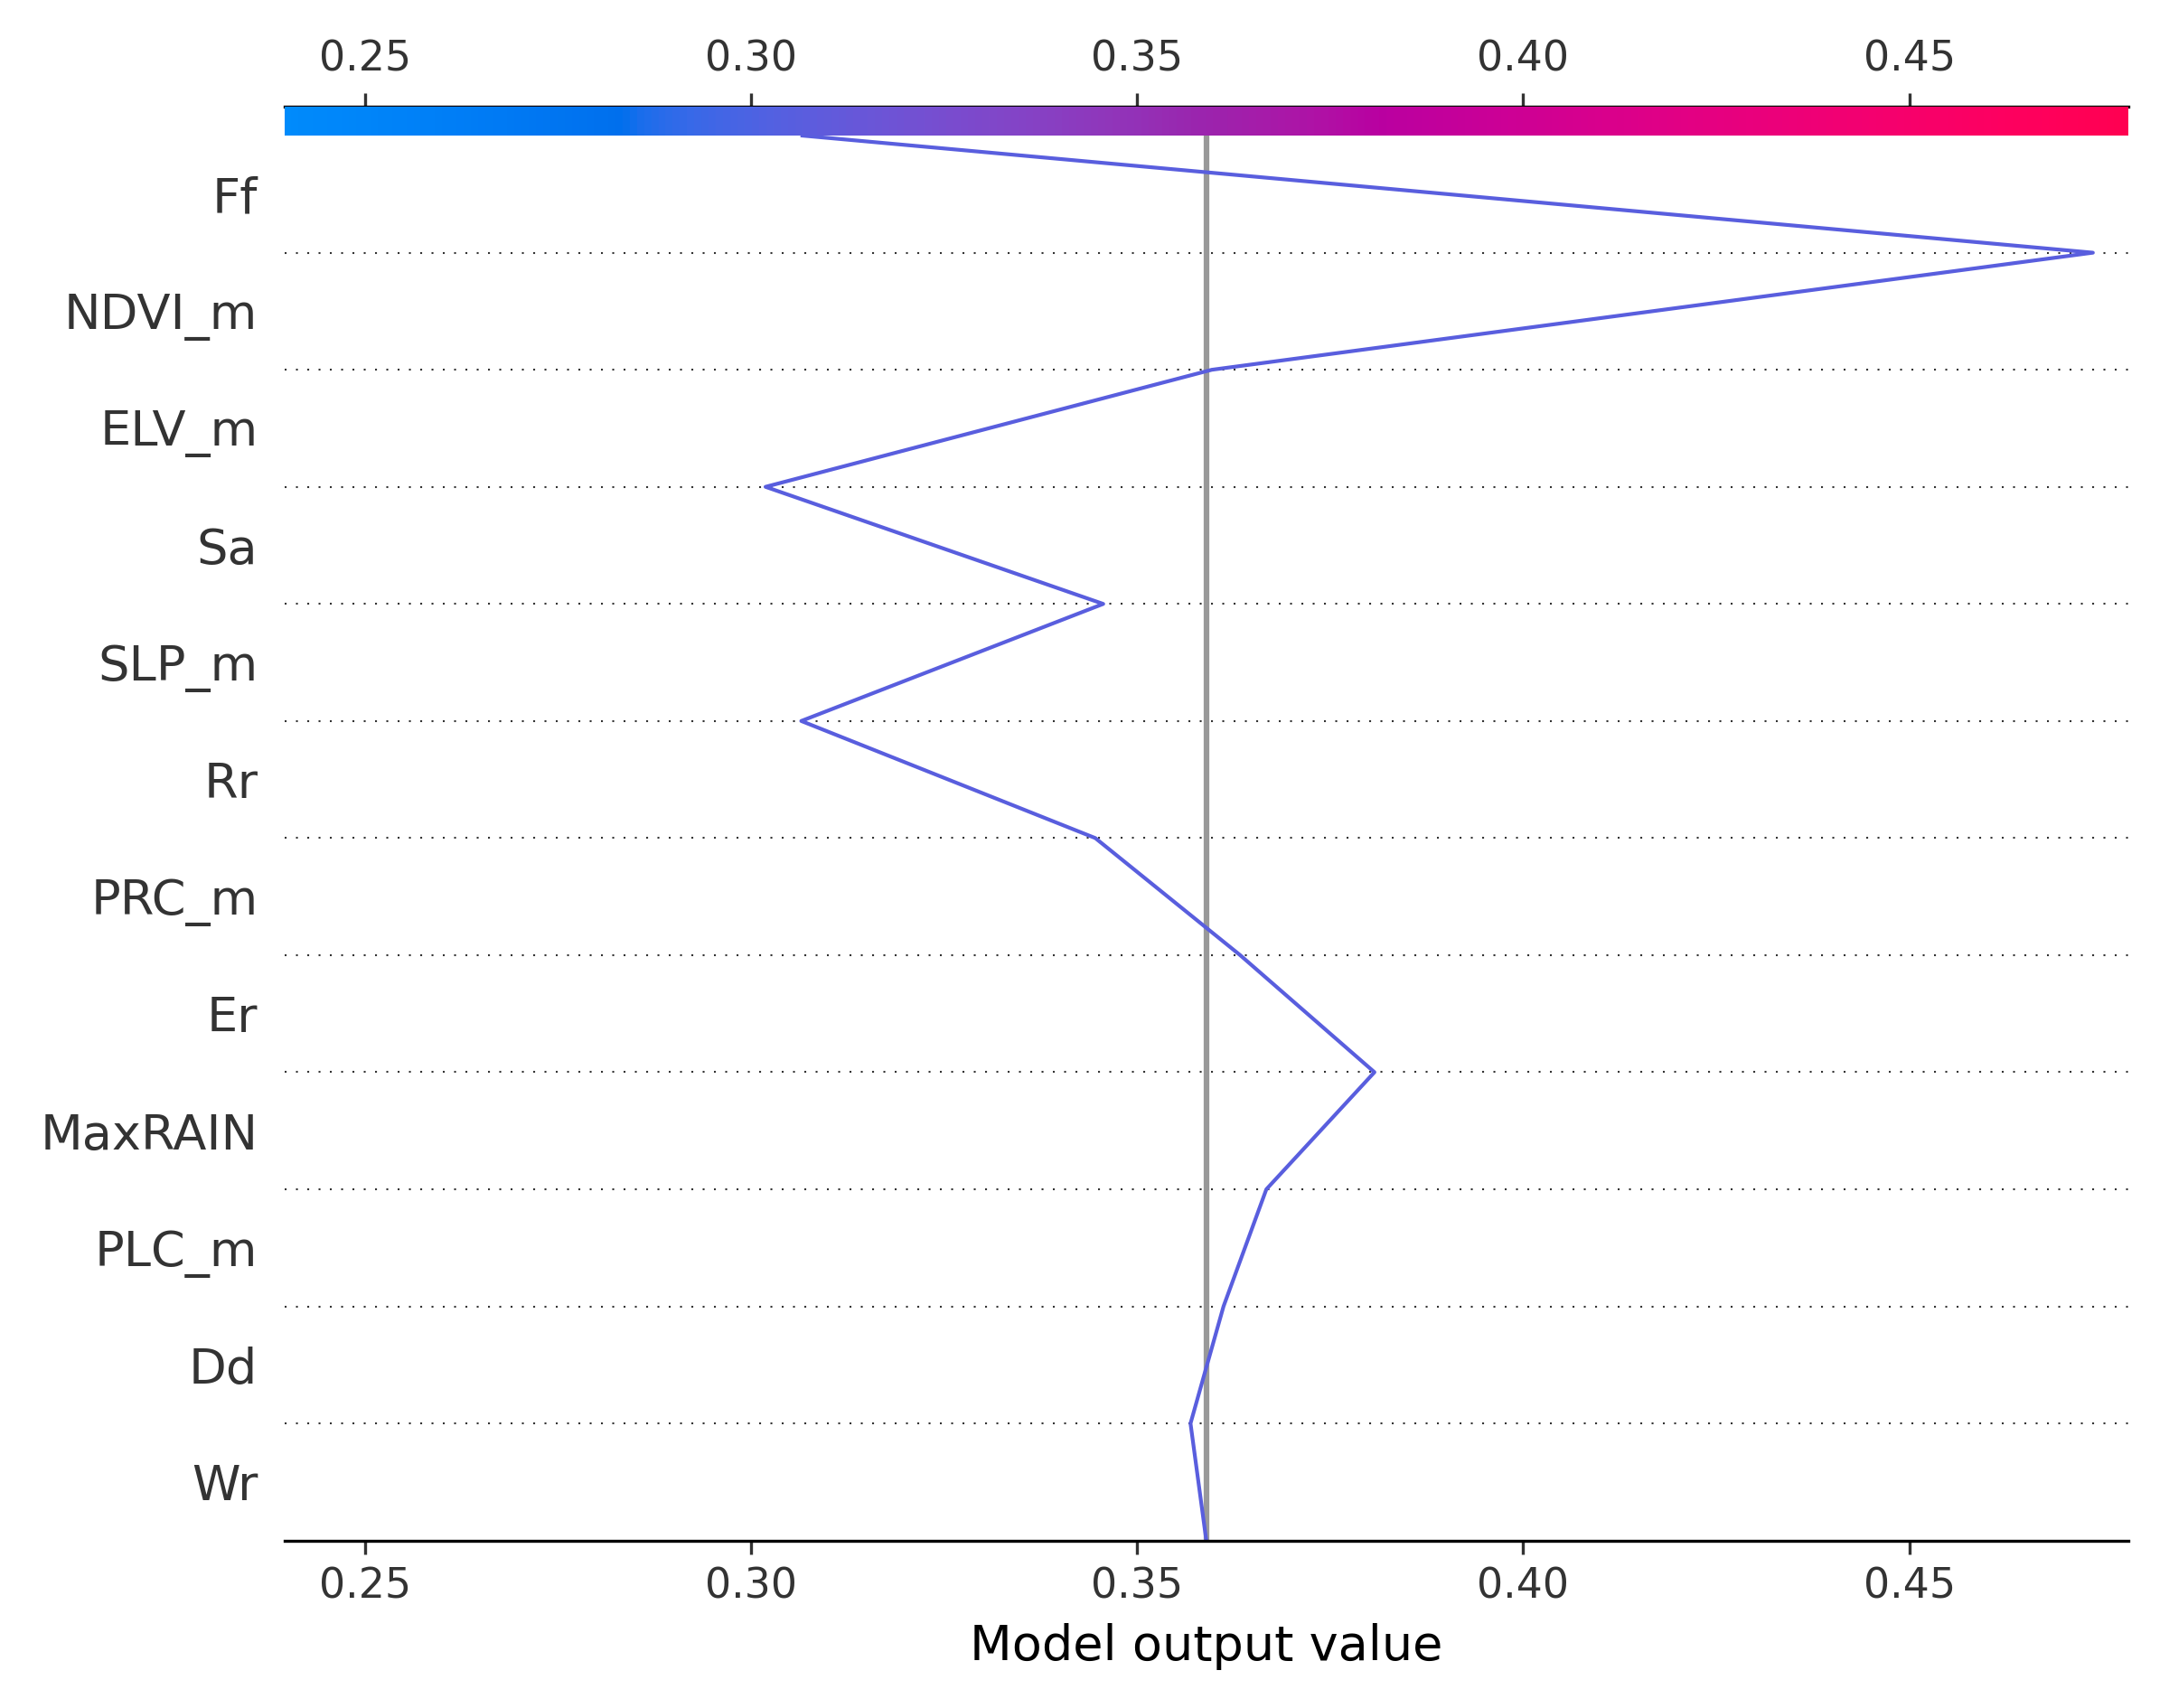 0.25 0.30 0.35 0.40 0.45
Ff
NDVI_m
ELV_m
Sa
SLP_m
Rr
PRC_m
Er
MaxRAIN
PLC_m
Dd
Wr
0.25 0.30 0.35 0.40 0.45
Model output value